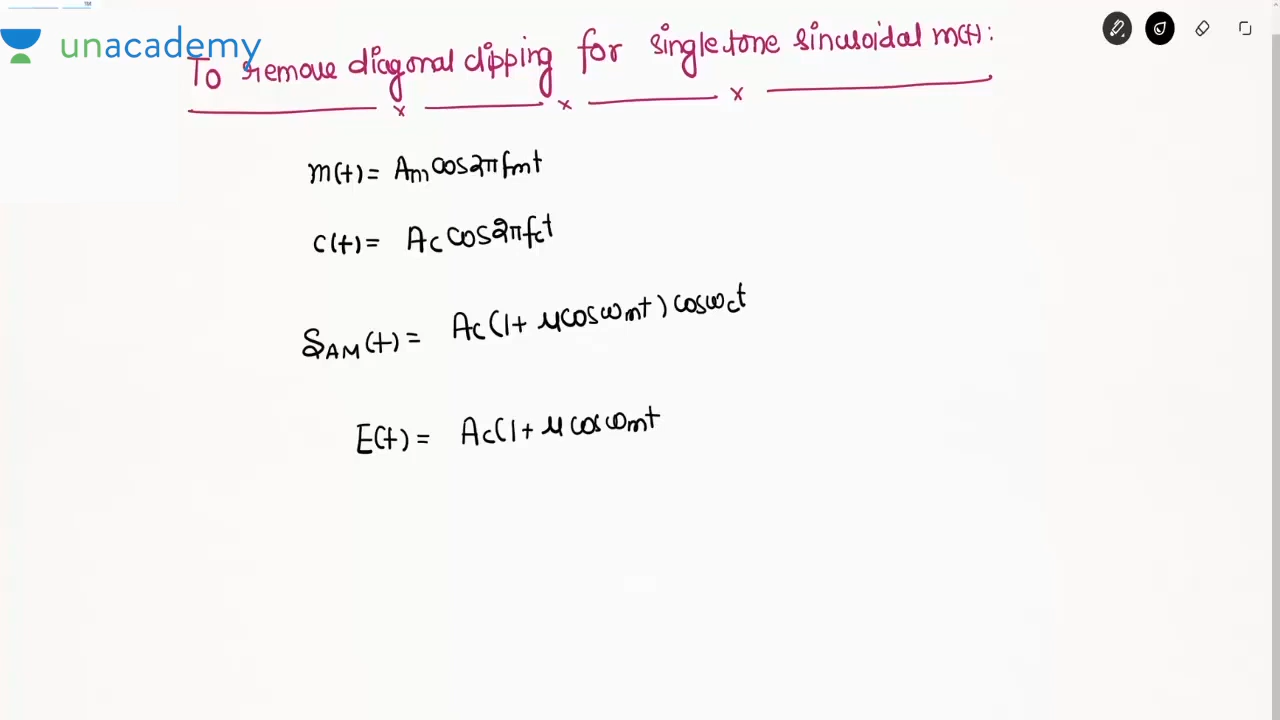 ™
unacademy
To remove diagonal clipping for single tone sinusoidal m(t):
m(t) = Am cos2πfmt
c(t) = Ac cos2πfct
SAM(t) = Ac(1+ μcosωmt) cosωct
E(t) = Ac(1+ μcosωmt